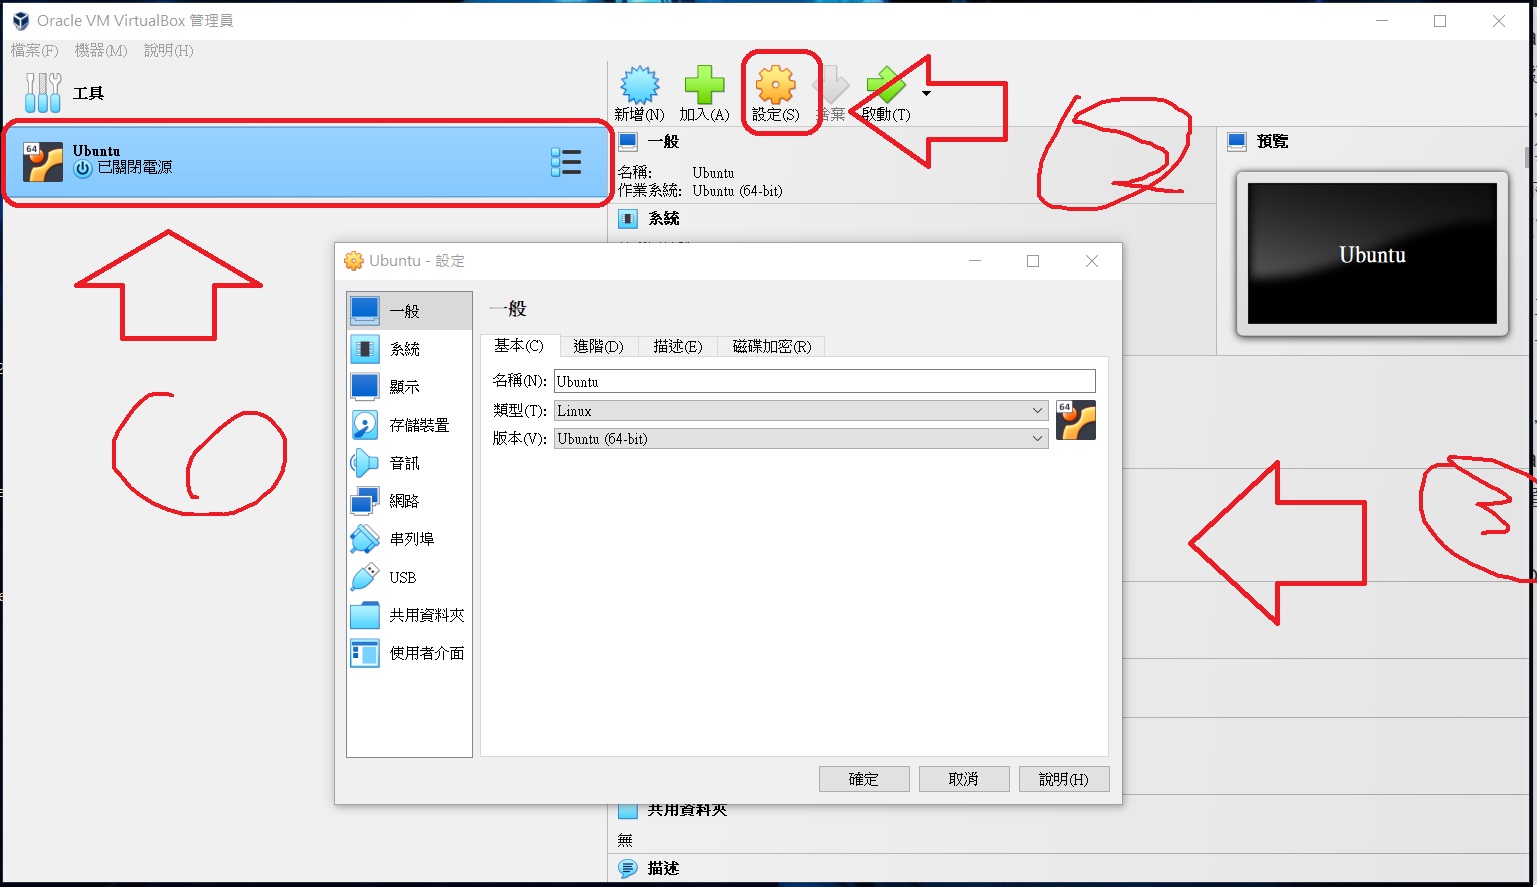 Oracle VM VirtualBox 管理員
檔案(F) 機器(M) 說明(H)
工具
新增(N) 加入(A) 設定(S) 捨棄 啟動(T)
64
Ubuntu
已關閉電源
一般
名稱: Ubuntu
作業系統: Ubuntu (64-bit)
系統
預覽
Ubuntu
2
Ubuntu - 設定
一般
系統
顯示
存儲裝置
音訊
網路
串列埠
USB
共用資料夾
使用者介面
一般
基本(C) 進階(D) 描述(E) 磁碟加密(R)
名稱(N): Ubuntu
類型(T): Linux
64
版本(V): Ubuntu (64-bit)
確定 取消 說明(H)
3
共用資料夾
無
描述